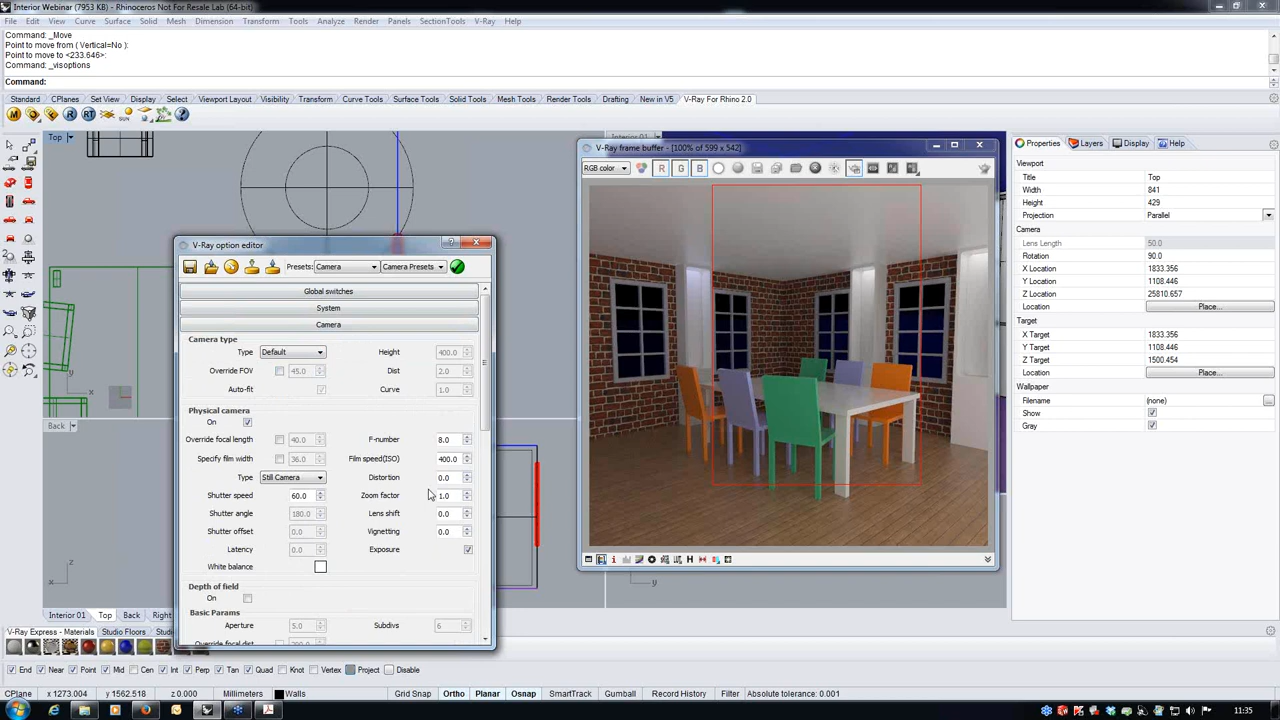 Interior Webinar (7953 KB) - Rhinoceros Not For Resale Lab (64-bit)
File Edit View Curve Surface Solid Mesh Dimension Transform Tools Analyze Render Panels SectionTools V-Ray Help
Command: _Move
Point to move from ( Vertical=No ):
Point to move to <233.646>:
Command: _visoptions
Command:
Standard CPlanes Set View Display Select Viewport Layout Visibility Transform Curve Tools Surface Tools Solid Tools Mesh Tools Render Tools Drafting New in V5 V-Ray For Rhino 2.0
Top
Interior 01
V-Ray frame buffer - [100% of 599 x 542]
RGB color R G B
V-Ray option editor
Presets: Camera Camera Presets
Global switches
System
Camera
Camera type
Type Default Height 400.0
Override FOV 45.0 Dist 2.0
Auto-fit Curve 1.0
Physical camera
On
Override focal length 40.0 F-number 8.0
Specify film width 36.0 Film speed(ISO) 400.0
Type Still Camera Distortion 0.0
Shutter speed 60.0 Zoom factor 1.0
Shutter angle 180.0 Lens shift 0.0
Shutter offset 0.0 Vignetting 0.0
Latency 0.0 Exposure
White balance
Depth of field
On
Basic Params
Aperture 5.0 Subdivs 6
Override focal dist 200.0
Properties Layers Display Help
Viewport
Title Top
Width 841
Height 429
Projection Parallel
Camera
Lens Length 50.0
Rotation 90.0
X Location 1833.356
Y Location 1108.446
Z Location 25810.657
Location Place...
Target
X Target 1833.356
Y Target 1108.446
Z Target 1500.454
Location Place...
Wallpaper
Filename (none)
Show
Gray
Back
Interior 01 Top Back Right
V-Ray Express - Materials Studio Floors
End Near Point Mid Cen Int Perp Tan Quad Knot Vertex Project Disable
CPlane x 1273.004 y 1562.518 z 0.000 Millimeters Walls Grid Snap Ortho Planar Osnap SmartTrack Gumball Record History Filter Absolute tolerance: 0.001
11:35